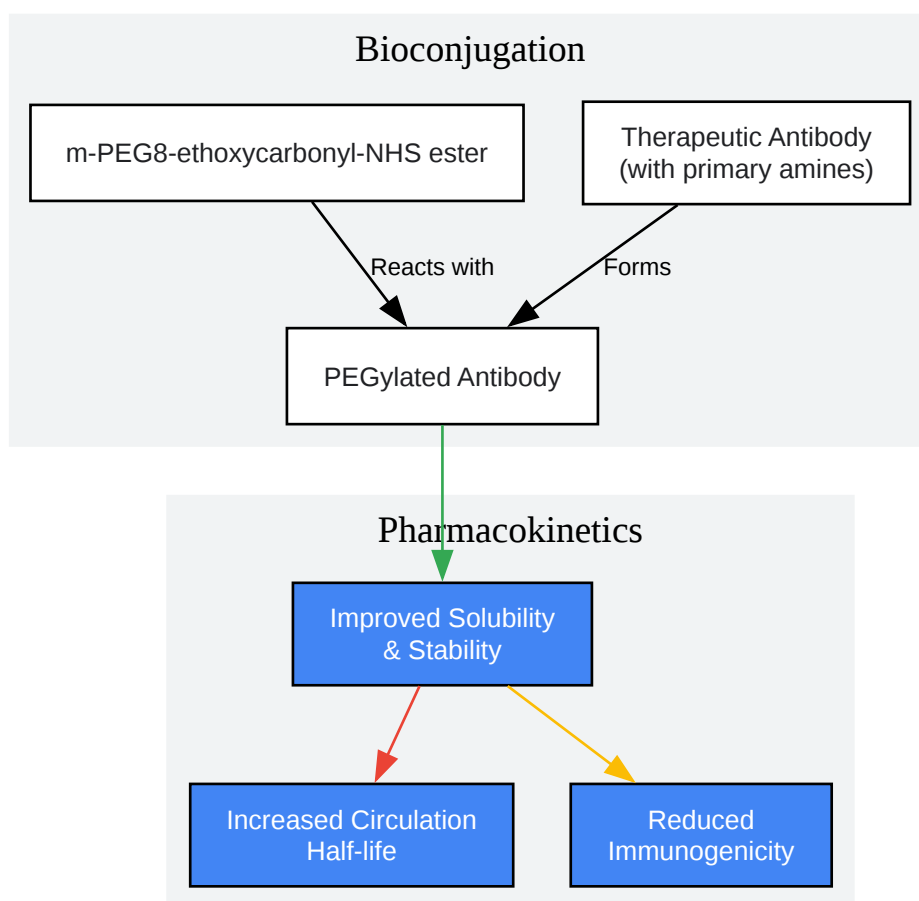 Bioconjugation
m-PEG8-ethoxycarbonyl-NHS ester
Therapeutic Antibody
(with primary amines)
Reacts with
Forms
PEGylated Antibody
Pharmacokinetics
Improved Solubility
& Stability
Increased Circulation
Half-life
Reduced
Immunogenicity